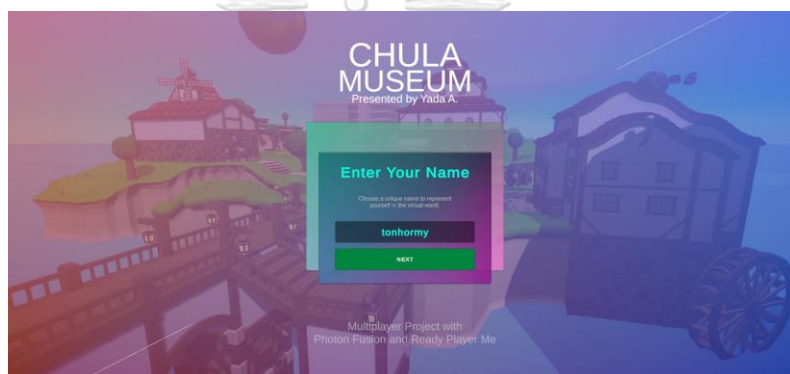 CHULA
MUSEUM
Presented by Yada A.
Enter Your Name
Choose a unique name to represent
yourself in the virtual world.
tonhormy
NEXT
Multiplayer Project with
Photon Fusion and Ready Player Me